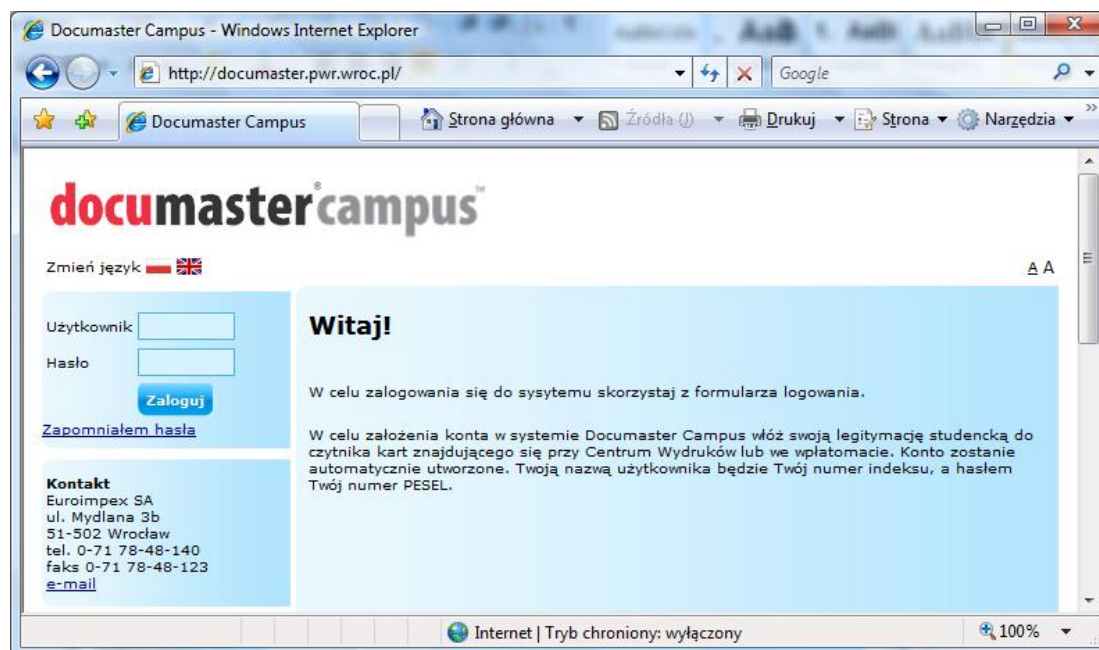 Documaster Campus - Windows Internet Explorer
http://documaster.pwr.wroc.pl/
Google
Documaster Campus
Strona główna
Źródła (J)
Drukuj
Strona
Narzędzia
documaster® campus™
Zmień język
A A
Użytkownik
Hasło
Zaloguj
Zapomniałem hasła
Kontakt
Euroimpex SA
ul. Mydlana 3b
51-502 Wrocław
tel. 0-71 78-48-140
faks 0-71 78-48-123
e-mail
Witaj!
W celu zalogowania się do sysytemu skorzystaj z formularza logowania.
W celu założenia konta w systemie Documaster Campus włóż swoją legitymację studencką do
czytnika kart znajdującego się przy Centrum Wydruków lub we wpłatomacie. Konto zostanie
automatycznie utworzone. Twoją nazwą użytkownika będzie Twój numer indeksu, a hasłem
Twój numer PESEL.
Internet | Tryb chroniony: wyłączony
100%